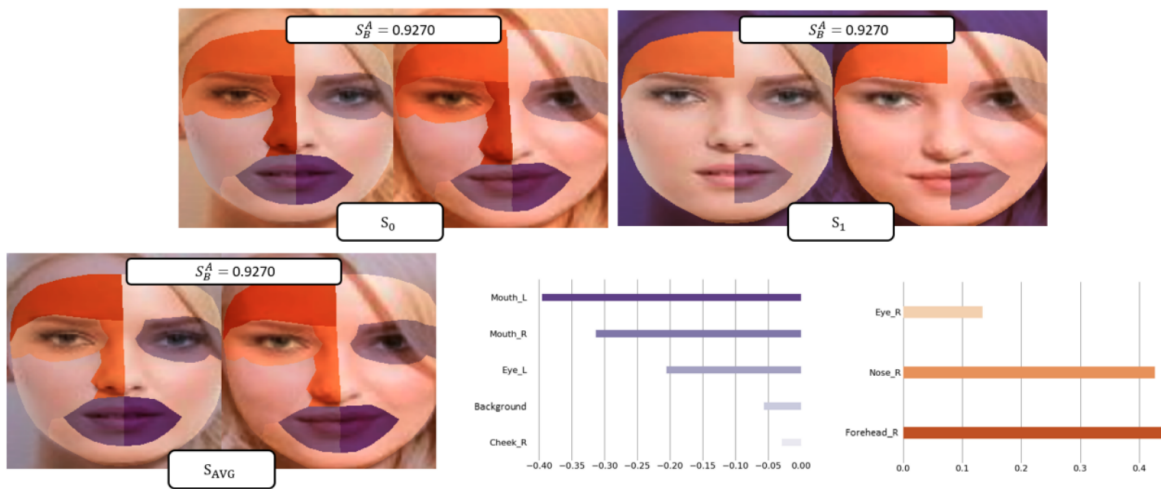 S_B^A = 0.9270
S_B^A = 0.9270
S_0
S_1
S_B^A = 0.9270
S_AVG
Mouth_L
Mouth_R
Eye_L
Background
Cheek_R
−0.40 −0.35 −0.30 −0.25 −0.20 −0.15 −0.10 −0.05 0.00
Eye_R
Nose_R
Forehead_R
0.0 0.1 0.2 0.3 0.4